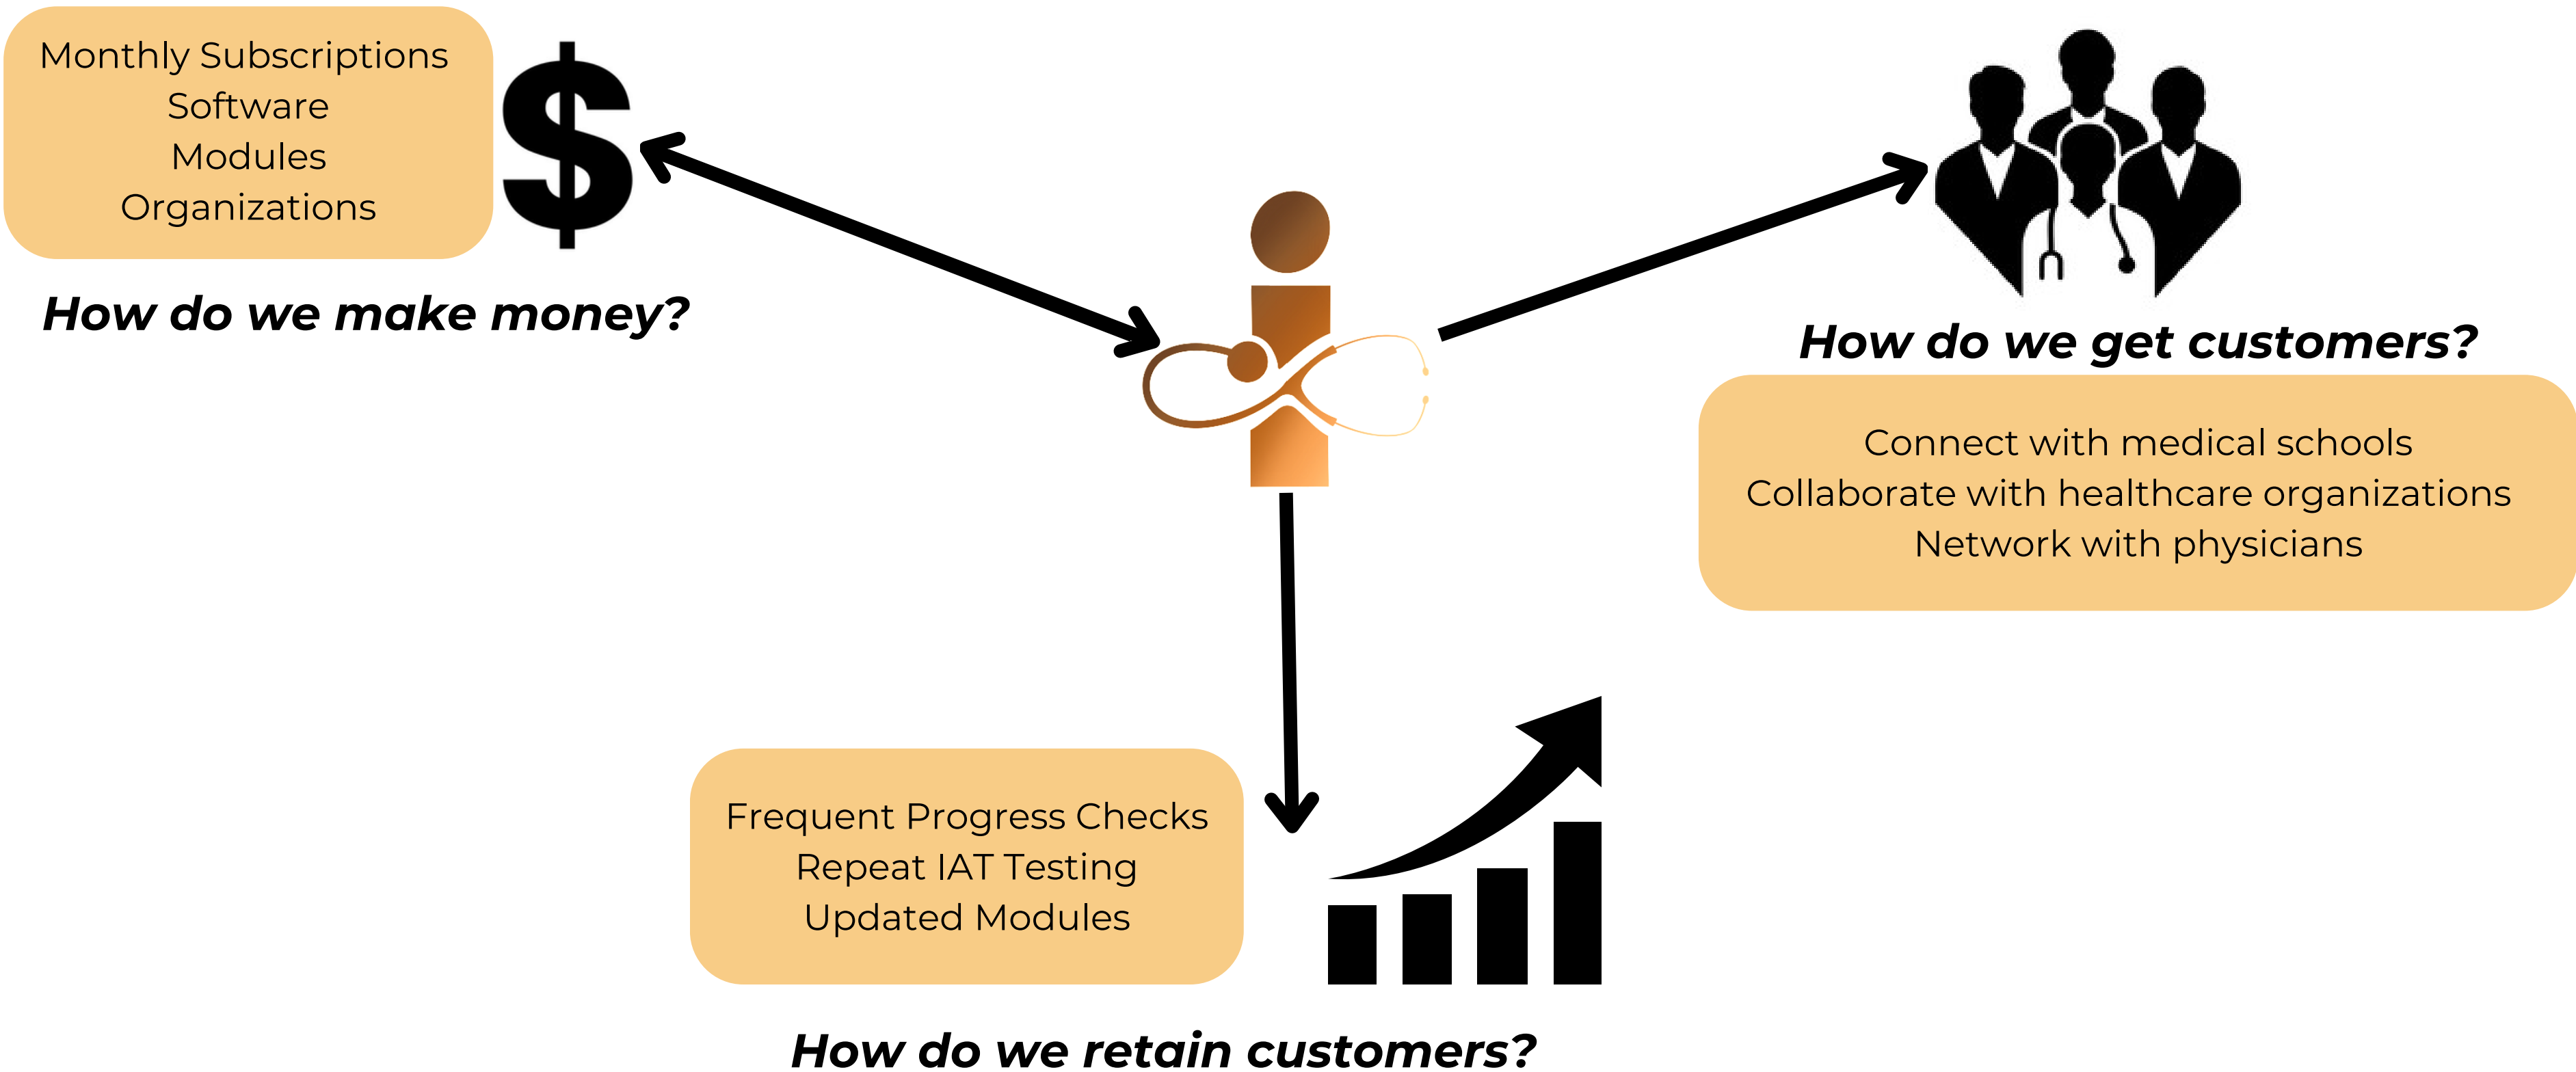 Monthly Subscriptions
Software
Modules
Organizations
How do we make money?
How do we get customers?
Connect with medical schools
Collaborate with healthcare organizations
Network with physicians
Frequent Progress Checks
Repeat IAT Testing
Updated Modules
How do we retain customers?